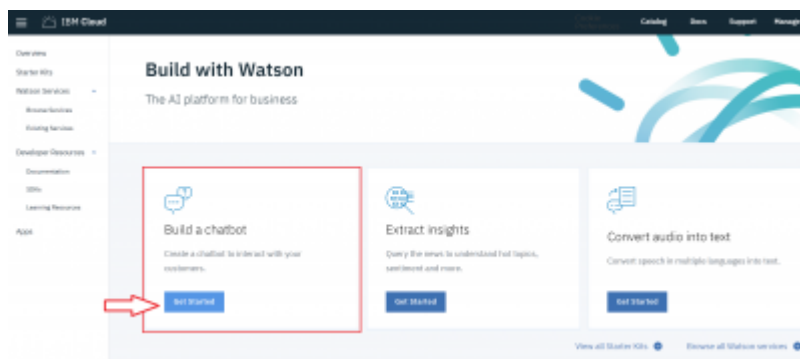 IBM Cloud
Catalog Docs Support Manage
Overview
Starter Kits
Watson Services
Browse Services
Existing Services
Developer Resources
Documentation
SDKs
Learning Resources
Apps
Build with Watson
The AI platform for business
Build a chatbot
Create a chatbot to interact with your
customers.
Get Started
Extract insights
Query the news to understand hot topics,
sentiment and more.
Get Started
Convert audio into text
Convert speech in multiple languages into text.
Get Started
View all Starter Kits
Browse all Watson services